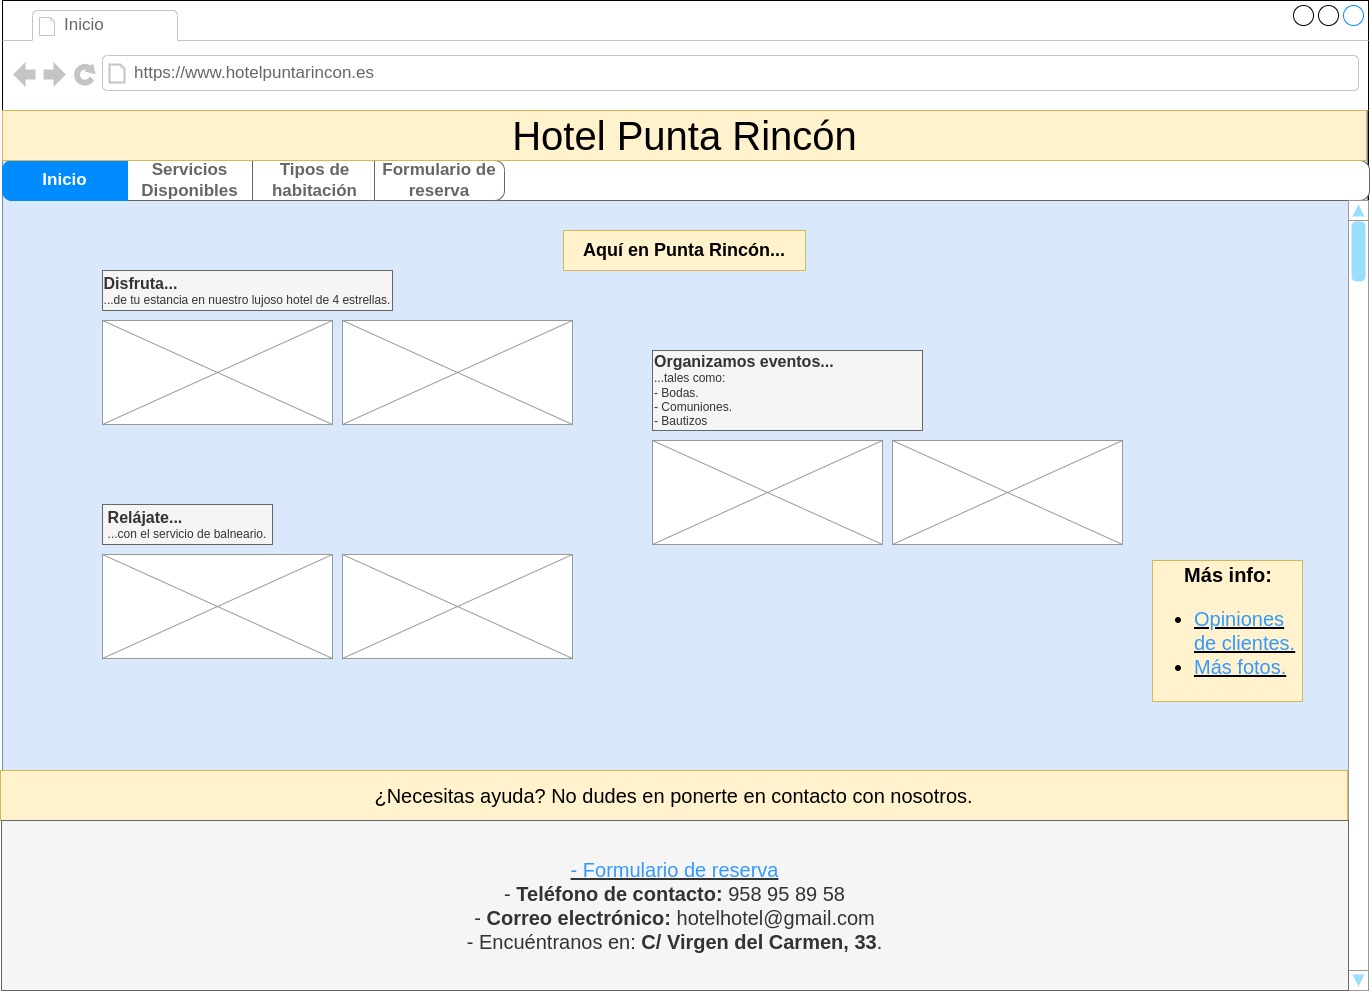 Inicio
https://www.hotelpuntarincon.es
Hotel Punta Rincón
Inicio
Servicios
Disponibles
Tipos de
habitación
Formulario de
reserva
Aquí en Punta Rincón...
Disfruta...
...de tu estancia en nuestro lujoso hotel de 4 estrellas.
Organizamos eventos...
...tales como:
- Bodas.
- Comuniones.
- Bautizos
Relájate...
...con el servicio de balneario.
Más info:
• Opiniones
de clientes.
• Más fotos.
¿Necesitas ayuda? No dudes en ponerte en contacto con nosotros.
- Formulario de reserva
- Teléfono de contacto: 958 95 89 58
- Correo electrónico: hotelhotel@gmail.com
- Encuéntranos en: C/ Virgen del Carmen, 33.